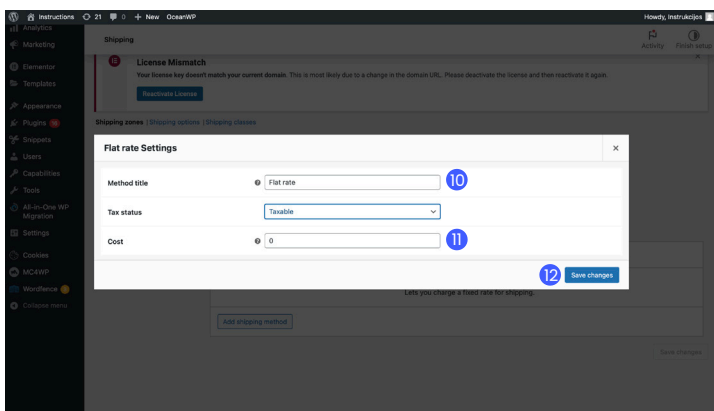 Instructions 21 0 + New OceanWP Howdy, Instrukcijos
Analytics
Marketing
Elementor
Templates
Appearance
Plugins 16
Snippets
Users
Capabilities
Tools
All-in-One WP
Migration
Settings
Cookies
MC4WP
Wordfence
Collapse menu
Shipping
Activity Finish setup
License Mismatch
Your license key doesn't match your current domain. This is most likely due to a change in the domain URL. Please deactivate the license and then reactivate it again.
Reactivate License
Shipping zones | Shipping options | Shipping classes
Flat rate Settings ×
Method title Flat rate 10
Tax status Taxable
Cost 0 11
12 Save changes
Lets you charge a fixed rate for shipping.
Add shipping method
Save changes